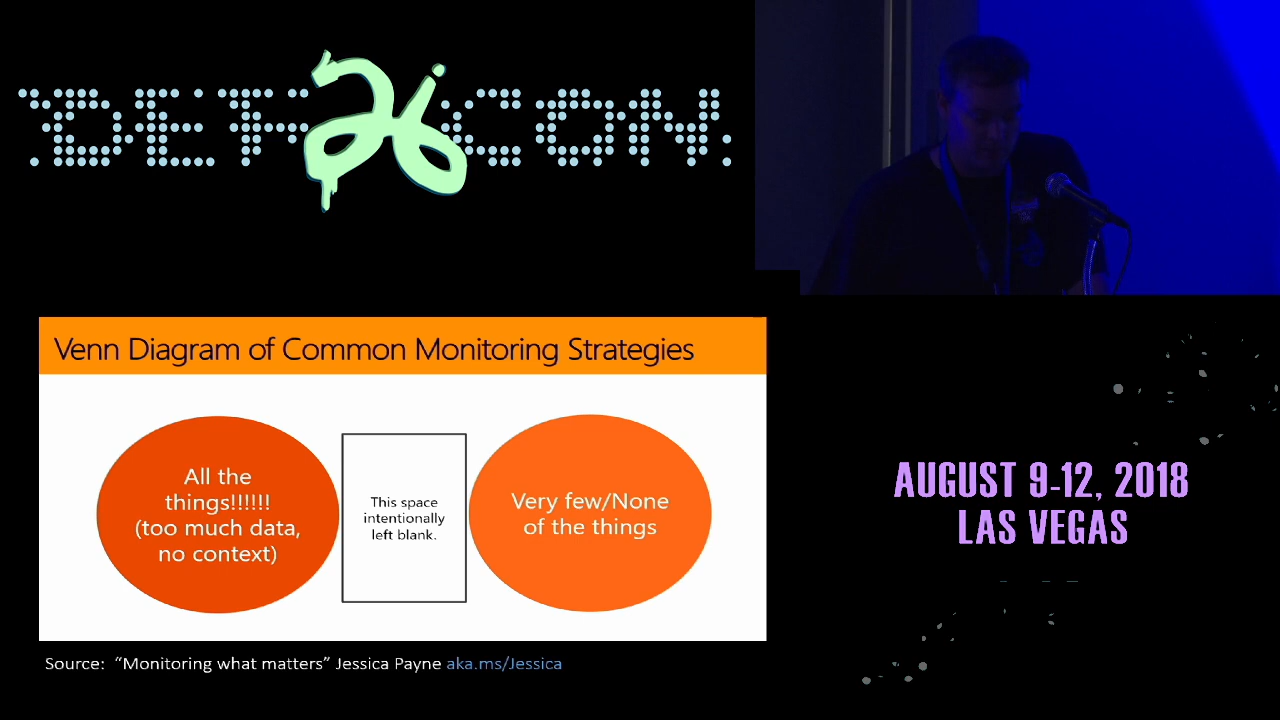 DEF CON 26
Venn Diagram of Common Monitoring Strategies
All the
things!!!!!!
(too much data,
no context)
This space
intentionally
left blank.
Very few/None
of the things
Source: “Monitoring what matters” Jessica Payne aka.ms/Jessica
AUGUST 9-12, 2018
LAS VEGAS